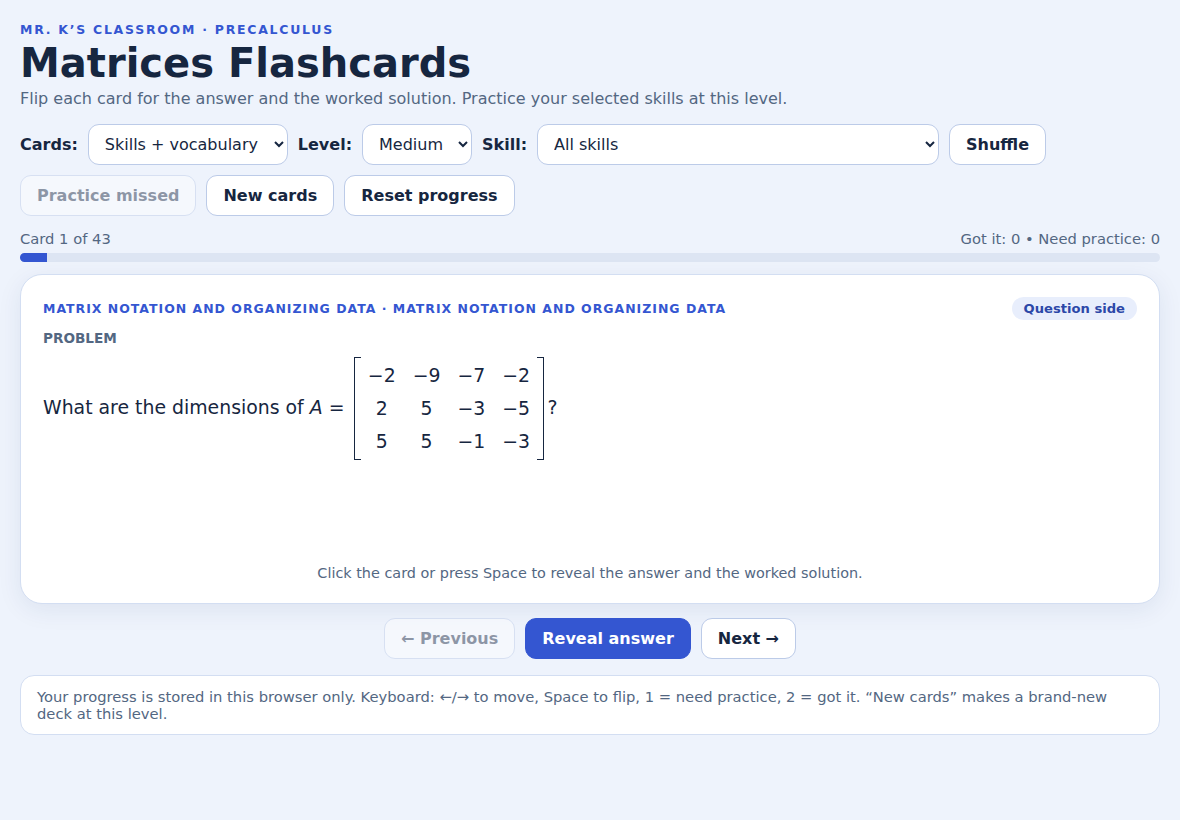 MR. K’S CLASSROOM · PRECALCULUS
Matrices Flashcards
Flip each card for the answer and the worked solution. Practice your selected skills at this level.
Cards: Skills + vocabulary Level: Medium Skill: All skills Shuffle
Practice missed New cards Reset progress
Card 1 of 43 Got it: 0 • Need practice: 0
MATRIX NOTATION AND ORGANIZING DATA · MATRIX NOTATION AND ORGANIZING DATA Question side
PROBLEM
−2 −9 −7 −2
What are the dimensions of A = 2 5 −3 −5 ?
5 5 −1 −3
Click the card or press Space to reveal the answer and the worked solution.
← Previous Reveal answer Next →
Your progress is stored in this browser only. Keyboard: ←/→ to move, Space to flip, 1 = need practice, 2 = got it. “New cards” makes a brand-new
deck at this level.